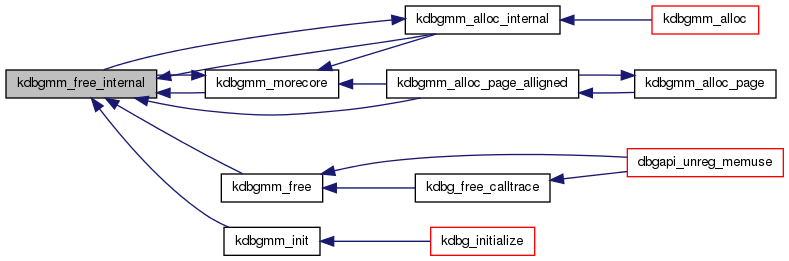 kdbgmm_alloc_internal
kdbgmm_alloc
kdbgmm_free_internal
kdbgmm_morecore
kdbgmm_alloc_page_alligned
kdbgmm_alloc_page
dbgapi_unreg_memuse
kdbgmm_free
kdbg_free_calltrace
kdbgmm_init
kdbg_initialize